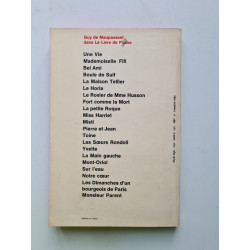 Guy de Maupassant
dans Le Livre de Poche
Une Vie
Mademoiselle Fifi
Bel Ami
Boule de Suif
La Maison Tellier
Le Horla
Le Rosier de Mme Husson
Fort comme la Mort
La petite Roque
Miss Harriet
Misti
Pierre et Jean
Toine
Les Sœurs Rondoli
Yvette
La Main gauche
Mont-Oriol
Sur l'eau
Notre cœur
Les Dimanches d'un
bourgeois de Paris
Monsieur Parent